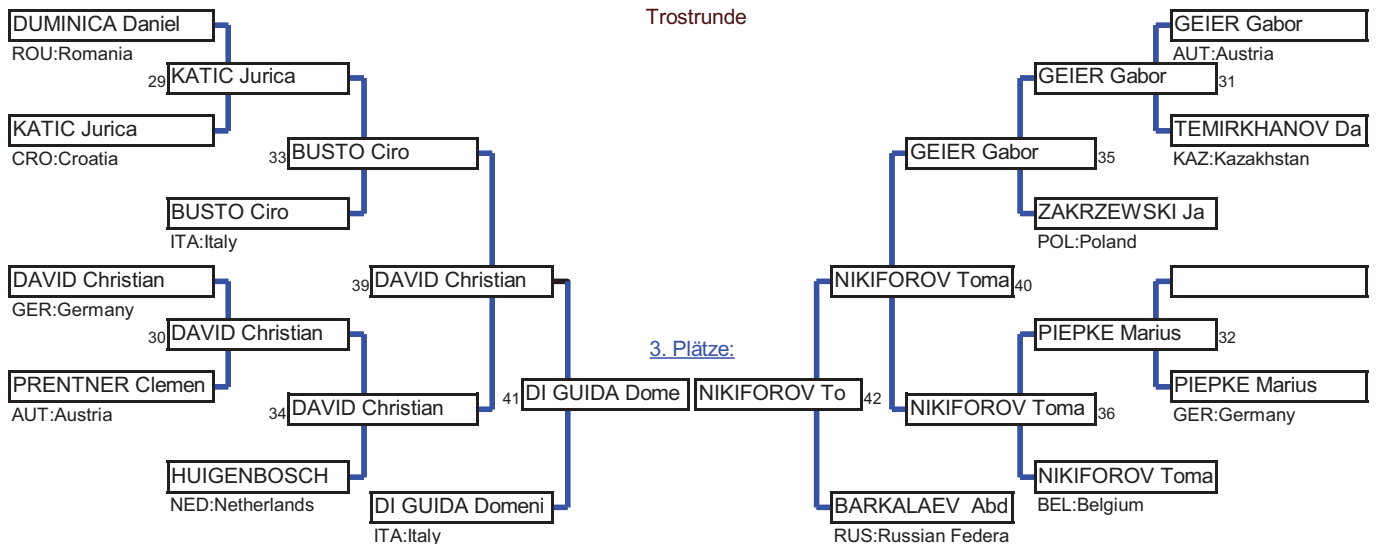 Trostrunde
DUMINICA Daniel
ROU:Romania
29 KATIC Jurica
KATIC Jurica
CRO:Croatia
33 BUSTO Ciro
BUSTO Ciro
ITA:Italy
DAVID Christian
GER:Germany
39 DAVID Christian
30 DAVID Christian
PRENTNER Clemen
AUT:Austria
34 DAVID Christian
HUIGENBOSCH
NED:Netherlands
41 DI GUIDA Dome
DI GUIDA Domeni
ITA:Italy
3. Plätze:
NIKIFOROV To 42
GEIER Gabor
AUT:Austria
GEIER Gabor 31
TEMIRKHANOV Da
KAZ:Kazakhstan
GEIER Gabor 35
ZAKRZEWSKI Ja
POL:Poland
NIKIFOROV Toma 40
PIEPKE Marius 32
PIEPKE Marius
GER:Germany
NIKIFOROV Toma 36
NIKIFOROV Toma
BEL:Belgium
BARKALAEV Abd
RUS:Russian Federa